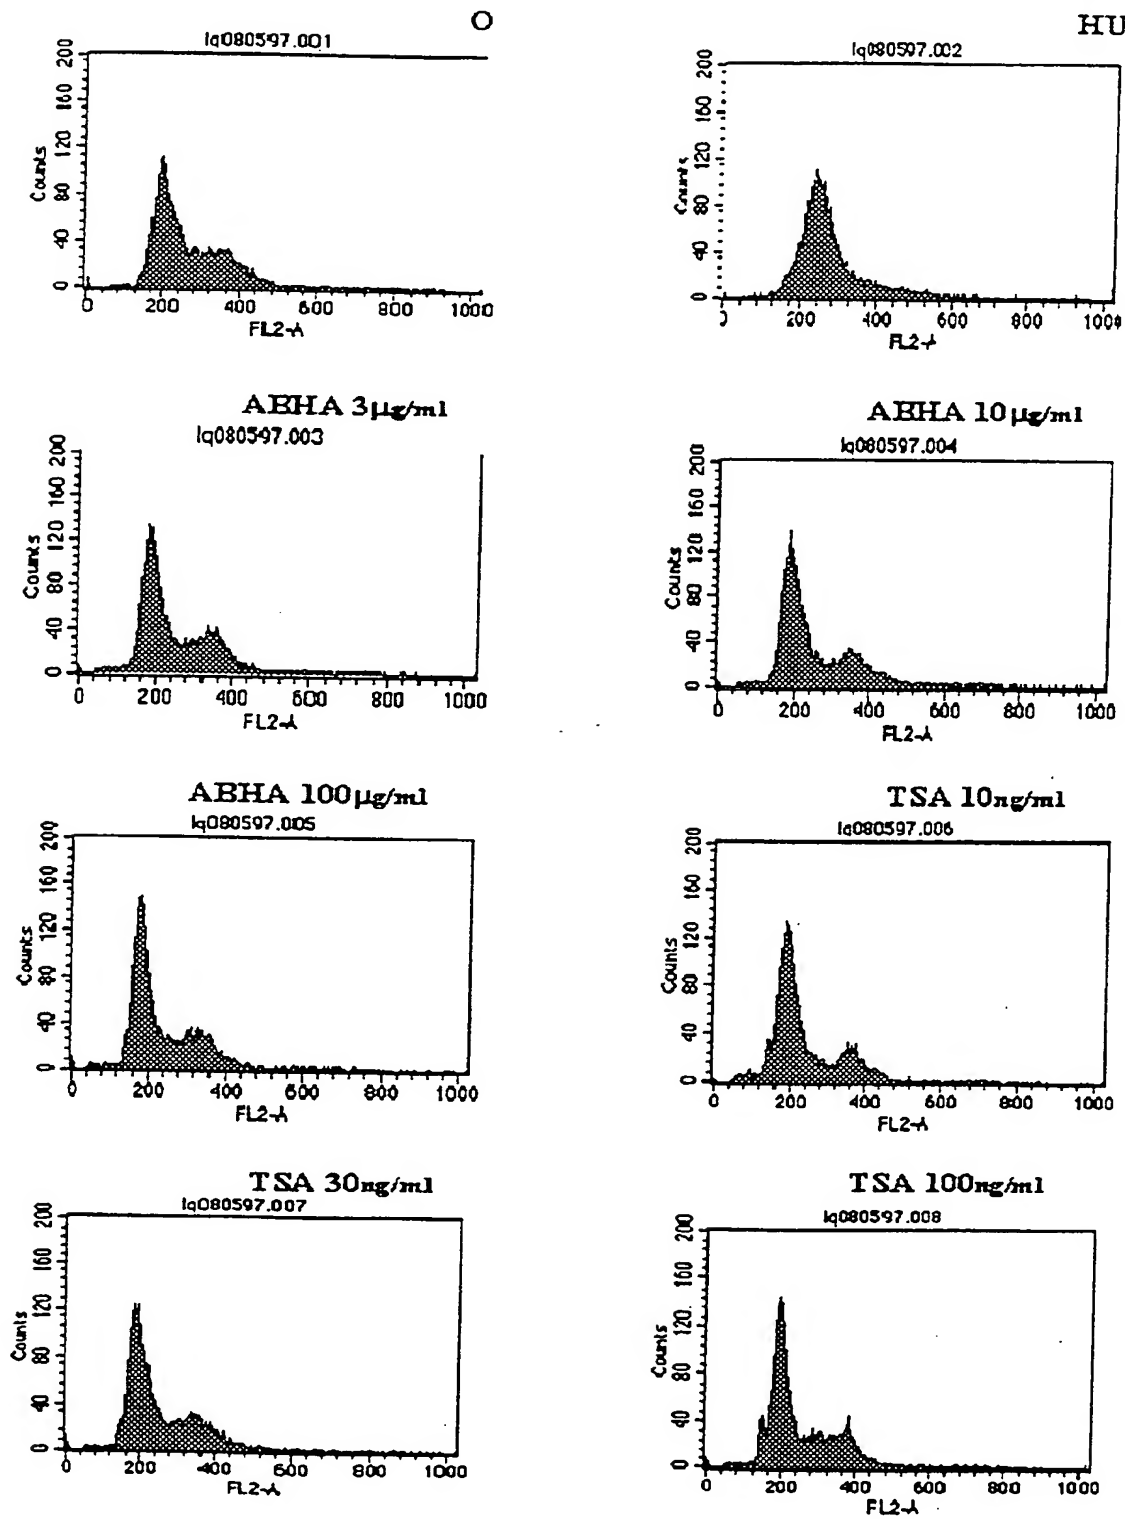 O
lq080597.001
200
160
120
80
40
0
Counts
0 200 400 600 800 1000
FL2-A
HU
lq080597.002
200
160
120
80
40
0
Counts
200 400 600 800 1000
FL2-A
ABHA 3µg/ml
lq080597.003
200
160
120
80
40
0
Counts
0 200 400 600 800 1000
FL2-A
ABHA 10µg/ml
lq080597.004
200
160
120
80
40
0
Counts
0 200 400 600 800 1000
FL2-A
ABHA 100µg/ml
lq080597.005
200
160
120
80
40
0
Counts
0 200 400 600 800 1000
FL2-A
TSA 10ng/ml
lq080597.006
200
160
120
80
40
0
Counts
0 200 400 600 800 1000
FL2-A
TSA 30ng/ml
lq080597.007
200
160
120
80
40
0
Counts
0 200 400 600 800 1000
FL2-A
TSA 100ng/ml
lq080597.008
200
160
120
80
40
0
Counts
0 200 400 600 800 1000
FL2-A